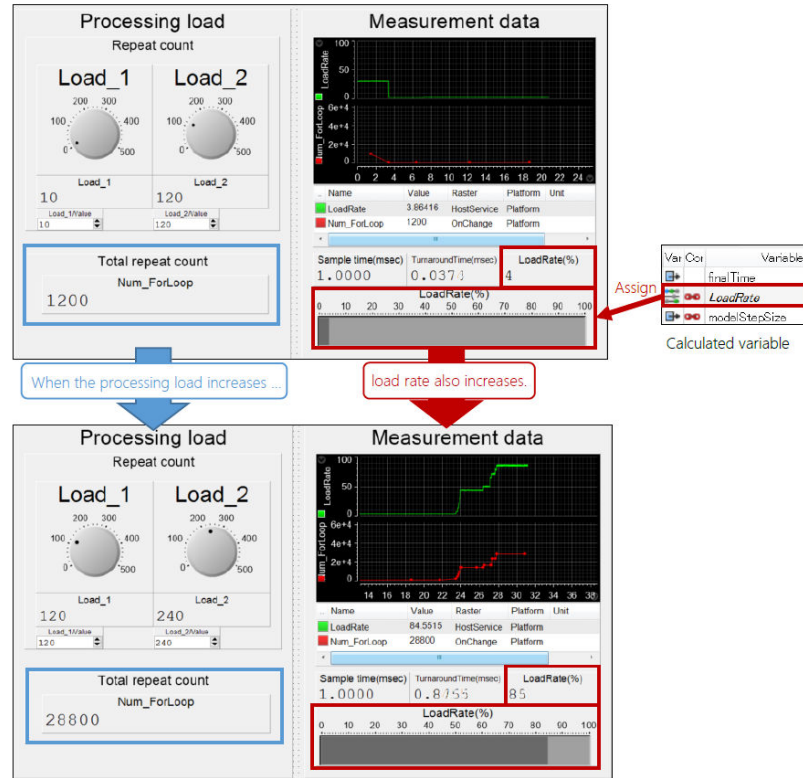 Processing load
Repeat count
Load_1
Load_2
200 300
100 400
0 500
200 300
100 400
0 500
Load_1
Load_2
10
120
Load_1/Value
Load_2/Value
10
120
Total repeat count
Num_ForLoop
1200
Measurement data
LoadRate
100
50
0
Num_ForLoop
6e+4
4e+4
2e+4
0
0 2 4 6 8 10 12 14 16 18 20 22 24
Name Value Raster Platform Unit
LoadRate 3.86416 HostService Platform
Num_ForLoop 1200 OnChange Platform
Sample time(msec) TurnaroundTime(msec) LoadRate(%)
1.0000 4
LoadRate(%)
0 10 20 30 40 50 60 70 80 90 100
Assign
Var Cor Variable
finalTime
LoadRate
modelStepSize
Calculated variable
When the processing load increases ...
load rate also increases.
Processing load
Repeat count
Load_1
Load_2
200 300
100 400
0 500
200 300
100 400
0 500
Load_1
Load_2
120
240
Load_1/Value
Load_2/Value
120
240
Total repeat count
Num_ForLoop
28800
Measurement data
LoadRate
100
50
0
Num_ForLoop
6e+4
4e+4
2e+4
0
14 16 18 20 22 24 26 28 30 32 34 36 38
Name Value Raster Platform Unit
LoadRate 84.5515 HostService Platform
Num_ForLoop 28800 OnChange Platform
Sample time(msec) TurnaroundTime(msec) LoadRate(%)
1.0000 85
LoadRate(%)
0 10 20 30 40 50 60 70 80 90 100